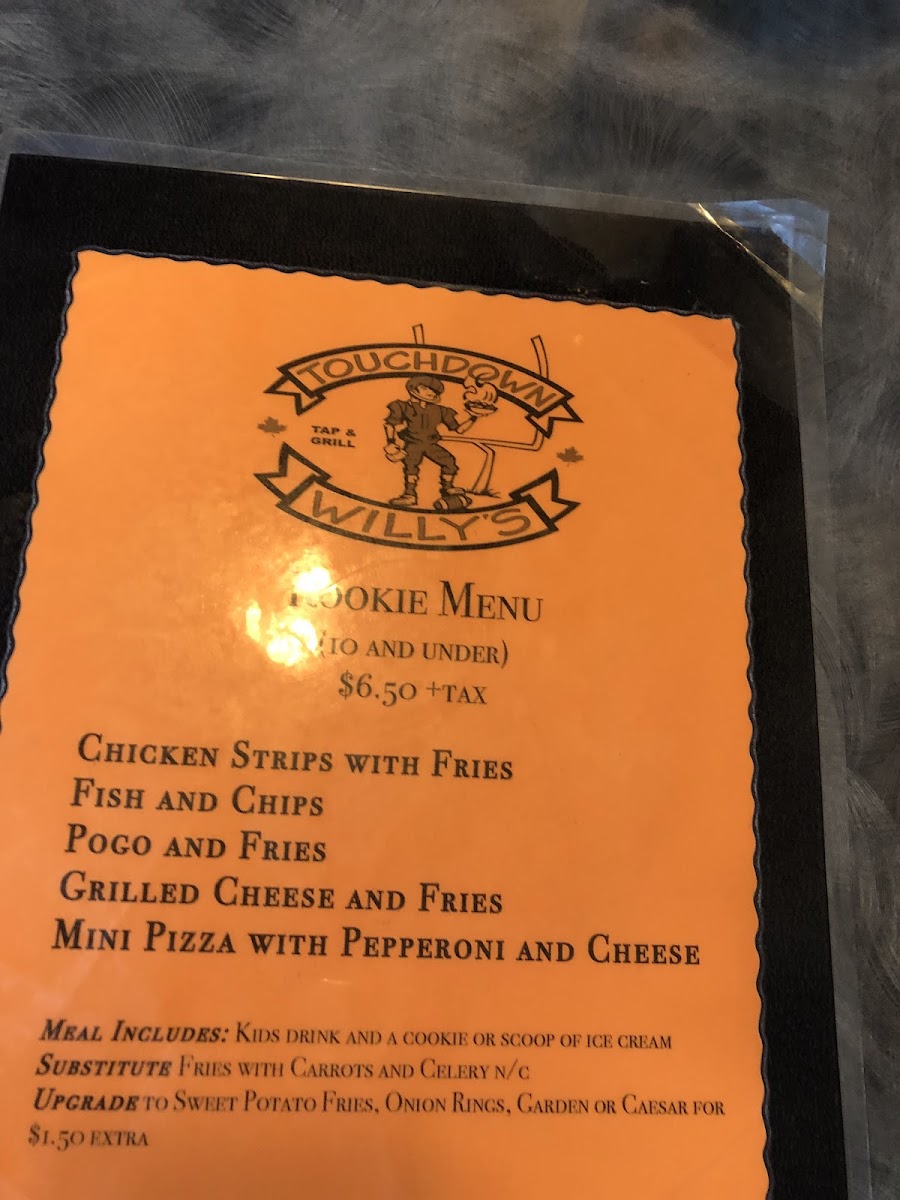 TOUCHDOWN
TAP &
GRILL
WILLY'S
Rookie Menu
(10 and under)
$6.50 +tax
Chicken Strips with Fries
Fish and Chips
Pogo and Fries
Grilled Cheese and Fries
Mini Pizza with Pepperoni and Cheese
Meal Includes: Kids drink and a cookie or scoop of ice cream
Substitute Fries with Carrots and Celery n/c
Upgrade to Sweet Potato Fries, Onion Rings, Garden or Caesar for
$1.50 extra